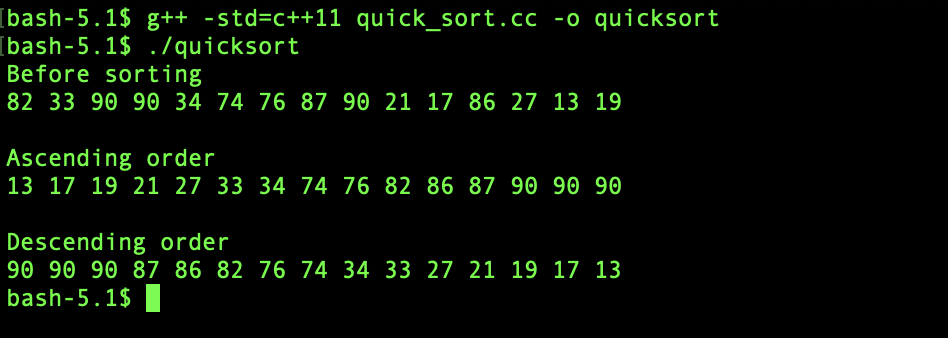 [bash-5.1$ g++ -std=c++11 quick_sort.cc -o quicksort
[bash-5.1$ ./quicksort
Before sorting
82 33 90 90 34 74 76 87 90 21 17 86 27 13 19
Ascending order
13 17 19 21 27 33 34 74 76 82 86 87 90 90 90
Descending order
90 90 90 87 86 82 76 74 34 33 27 21 19 17 13
bash-5.1$